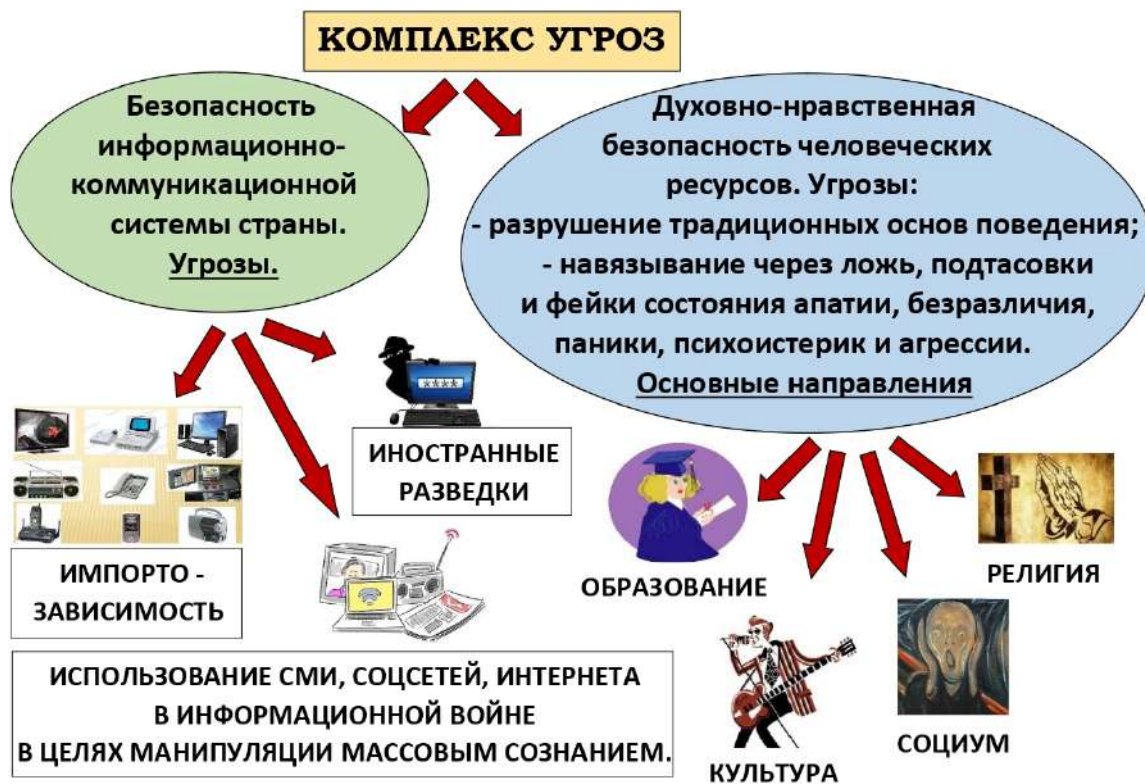 КОМПЛЕКС УГРОЗ
Безопасность
информационно-
коммуникационной
системы страны.
Угрозы.
Духовно-нравственная
безопасность человеческих
ресурсов. Угрозы:
- разрушение традиционных основ поведения;
- навязывание через ложь, подтасовки
и фейки состояния апатии, безразличия,
паники, психоистерик и агрессии.
Основные направления
****
ИНОСТРАННЫЕ
РАЗВЕДКИ
ИМПОРТО -
ЗАВИСИМОСТЬ
ИСПОЛЬЗОВАНИЕ СМИ, СОЦСЕТЕЙ, ИНТЕРНЕТА
В ИНФОРМАЦИОННОЙ ВОЙНЕ
В ЦЕЛЯХ МАНИПУЛЯЦИИ МАССОВЫМ СОЗНАНИЕМ.
ОБРАЗОВАНИЕ
КУЛЬТУРА
СОЦИУМ
РЕЛИГИЯ